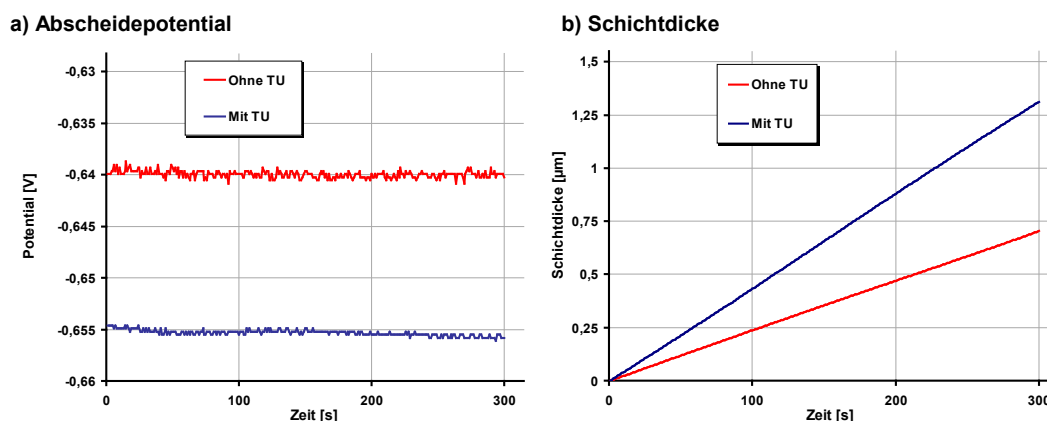 a) Abscheidepotential
-0,63
-0,635
-0,64
-0,645
-0,65
-0,655
-0,66
Potential [V]
0
100
200
300
Zeit [s]
Ohne TU
Mit TU
b) Schichtdicke
1,5
1,25
1
0,75
0,5
0,25
0
Schichtdicke [µm]
0
100
200
300
Zeit [s]
Ohne TU
Mit TU